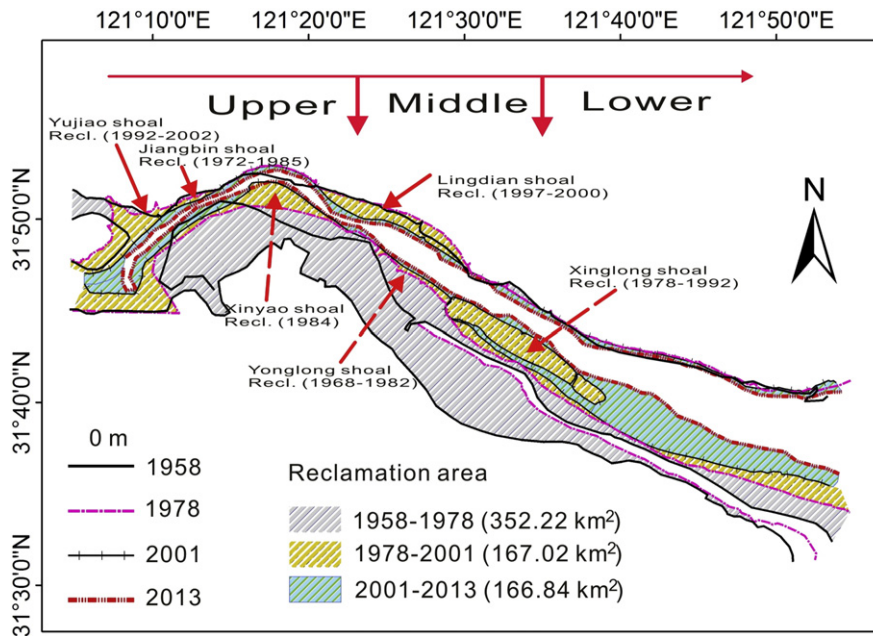 121°10'0"E 121°20'0"E 121°30'0"E 121°40'0"E 121°50'0"E
Upper Middle Lower
Yujiao shoal
Recl. (1992-2002)
Jiangbin shoal
Recl. (1972-1985)
Lingdian shoal
Recl. (1997-2000)
N
31°50'0"N
Xinglong shoal
Recl. (1978-1992)
Xinyao shoal
Recl. (1984)
Yonglong shoal
Recl. (1968-1982)
31°40'0"N
0 m
1958
1978
2001
2013
Reclamation area
1958-1978 (352.22 km²)
1978-2001 (167.02 km²)
2001-2013 (166.84 km²)
31°30'0"N